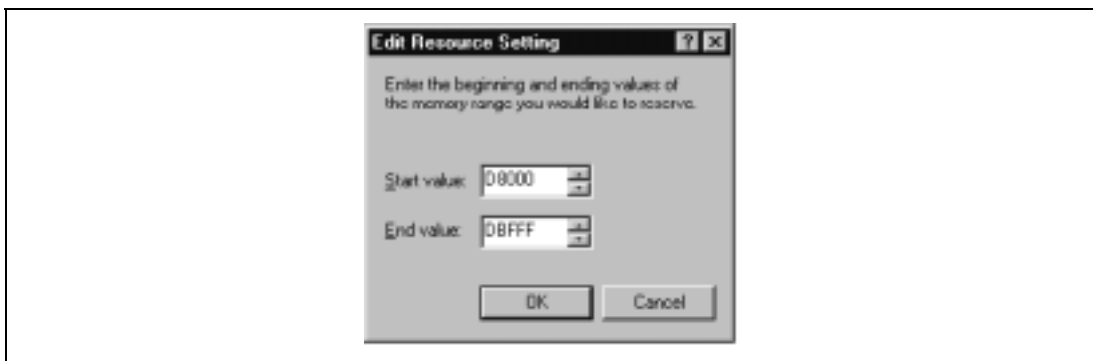 Edit Resource Setting
Enter the beginning and ending values of
the memory range you would like to reserve.
Start value: D8000
End value: DBFFF
OK Cancel